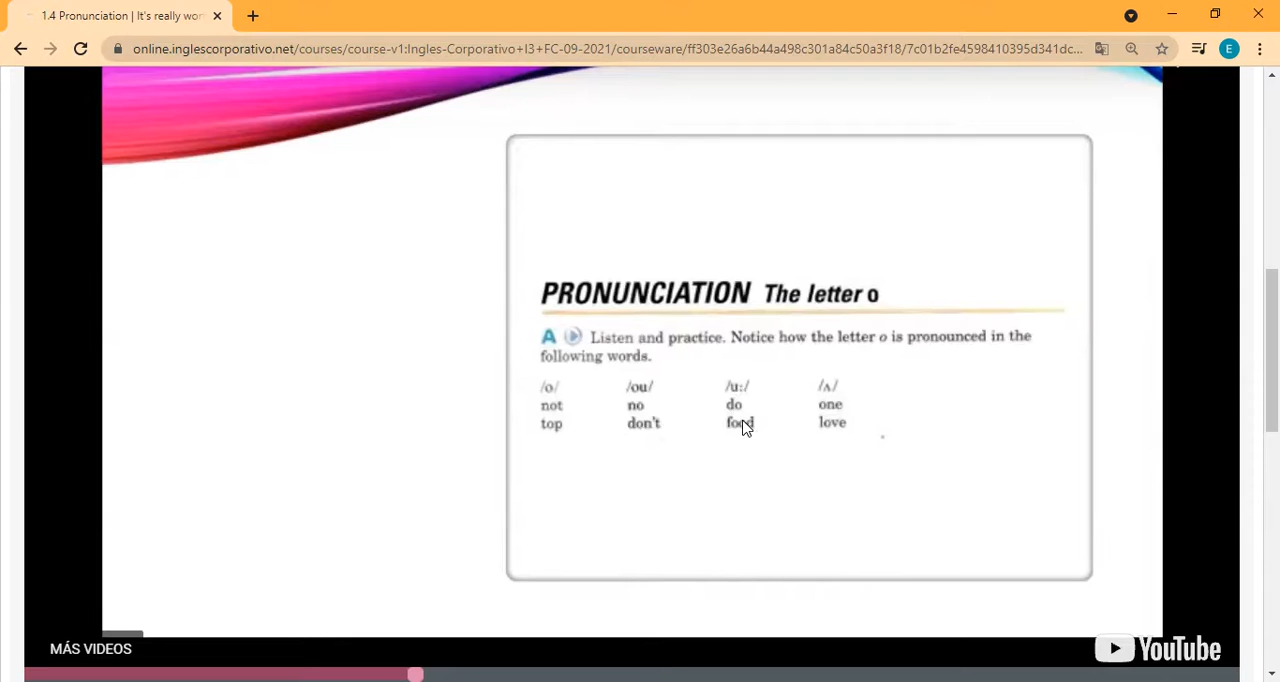 1.4 Pronunciation | It's really wor
online.inglescorporativo.net/courses/course-v1:Ingles-Corporativo+I3+FC-09-2021/courseware/ff303e26a6b44a498c301a84c50a3f18/7c01b2fe4598410395d341dc...
E
PRONUNCIATION The letter o
A Listen and practice. Notice how the letter o is pronounced in the
following words.
/o/ /ou/ /u:/ /ʌ/
not no do one
top don't food love
MÁS VIDEOS
YouTube